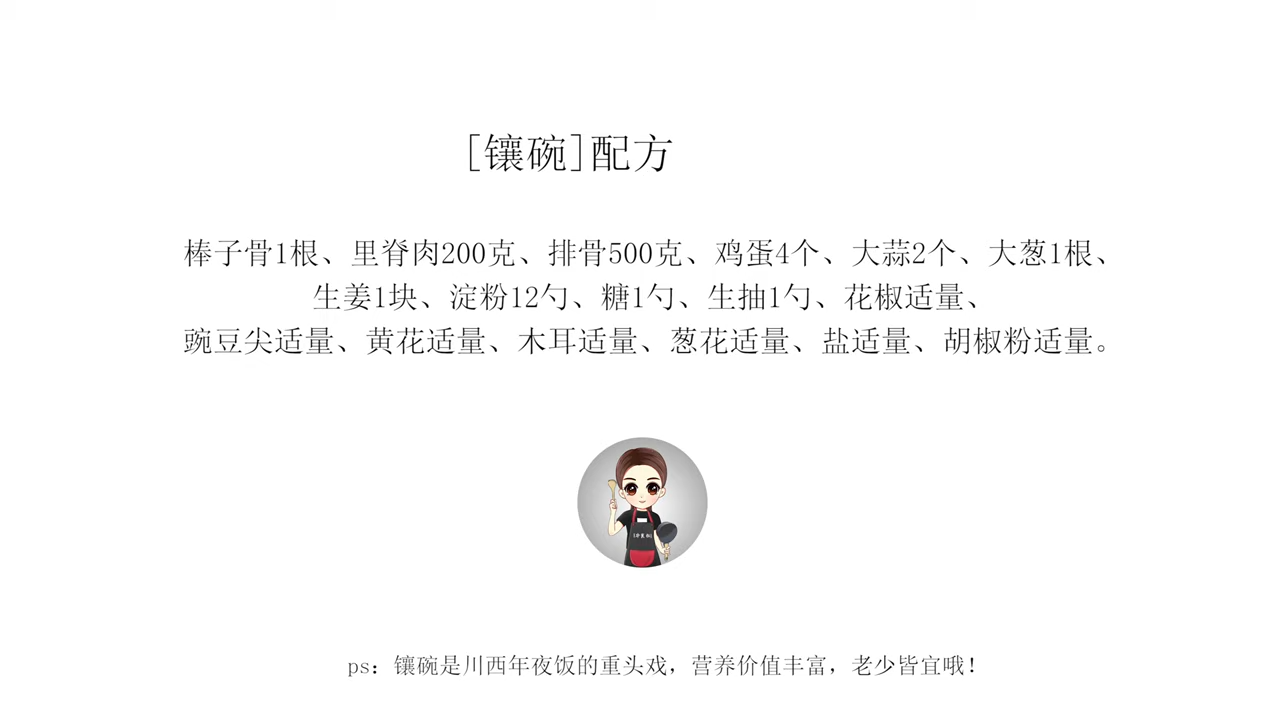 [镶碗]配方
棒子骨1根、里脊肉200克、排骨500克、鸡蛋4个、大蒜2个、大葱1根、
生姜1块、淀粉12勺、糖1勺、生抽1勺、花椒适量、
豌豆尖适量、黄花适量、木耳适量、葱花适量、盐适量、胡椒粉适量。
ps：镶碗是川西年夜饭的重头戏，营养价值丰富，老少皆宜哦！